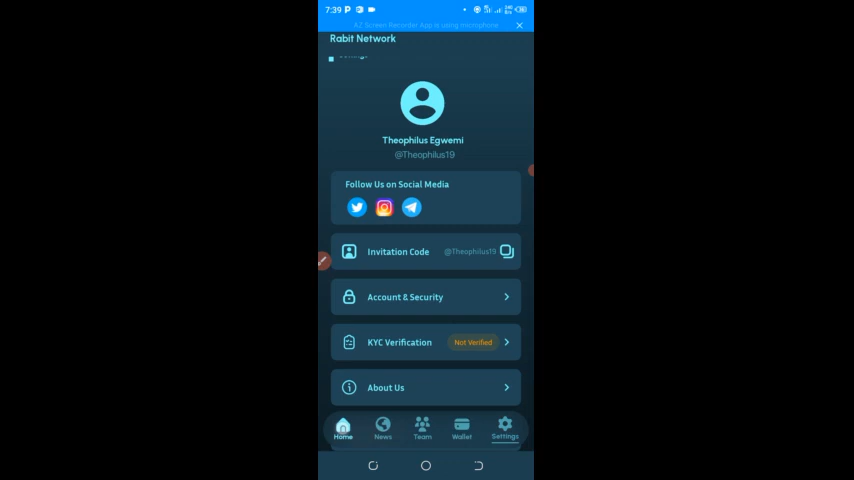 7:39 P
AZ Screen Recorder App is using microphone
Rabit Network
Settings
Theophilus Egwemi
@Theophilus19
Follow Us on Social Media
Invitation Code @Theophilus19
Account & Security
KYC Verification Not Verified
About Us
Home News Team Wallet Settings